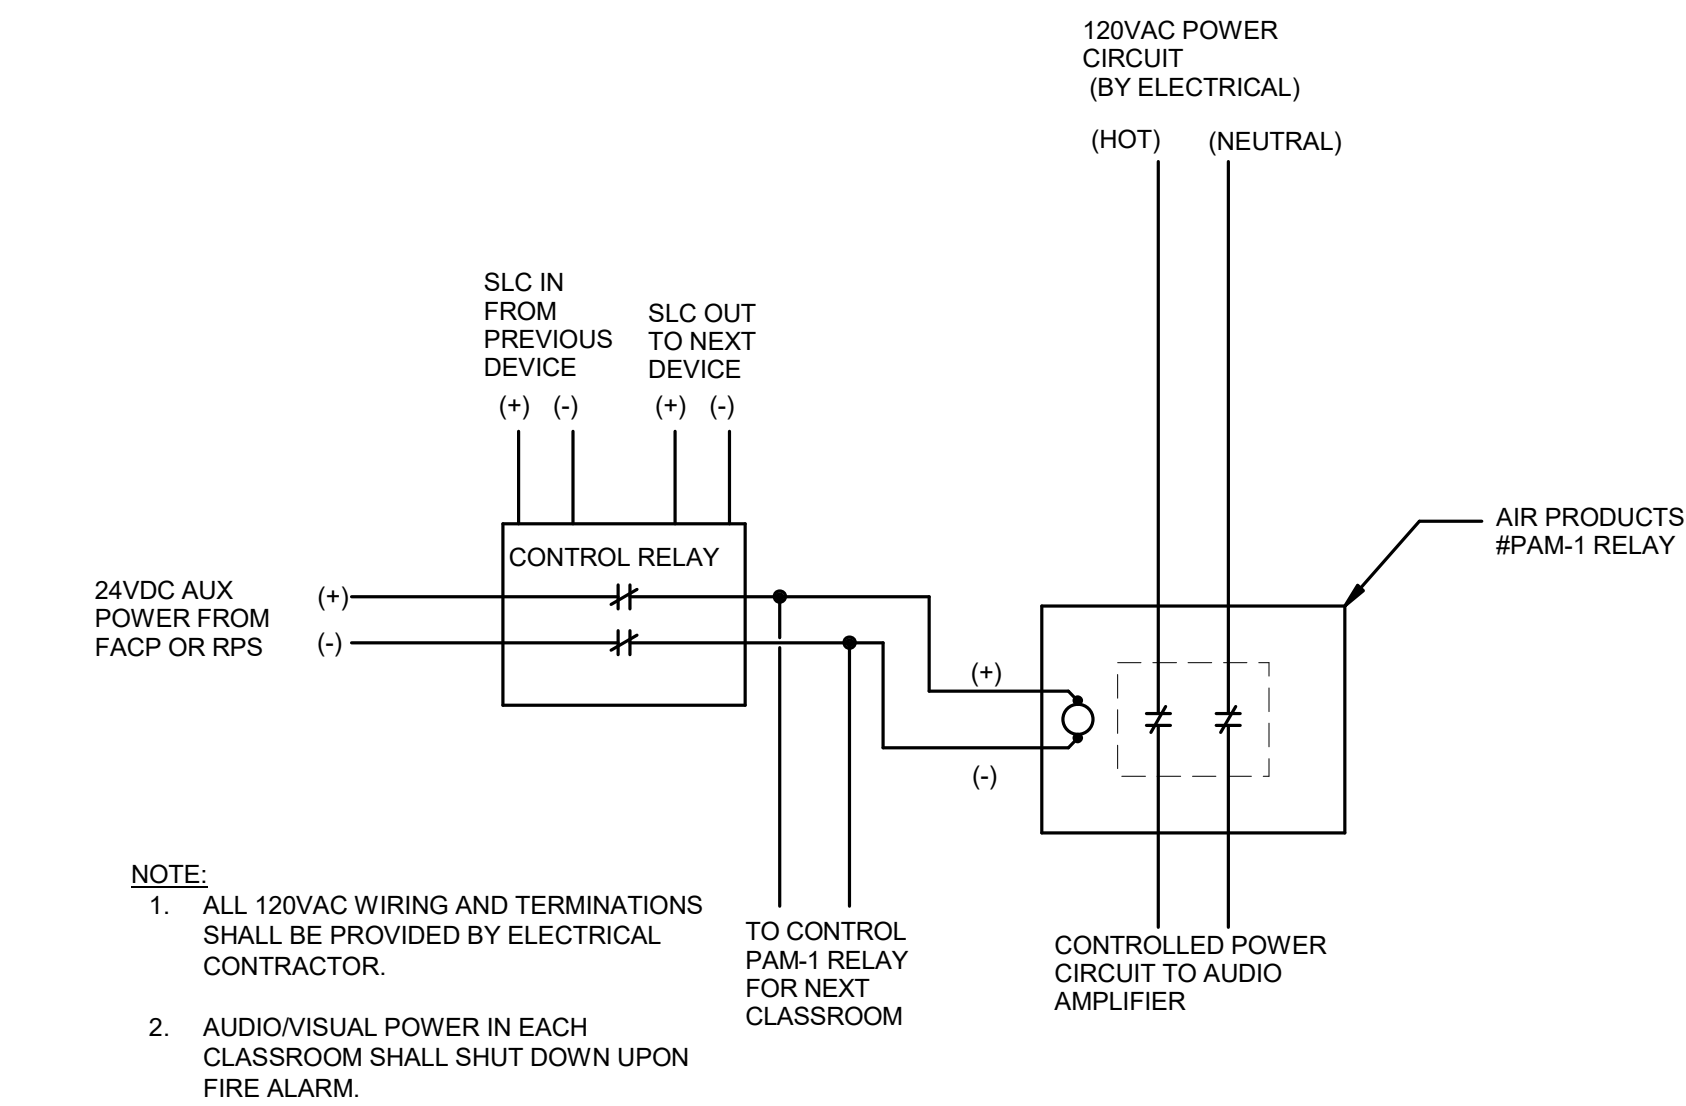 120VAC POWER
CIRCUIT
(BY ELECTRICAL)
(HOT)
(NEUTRAL)
SLC IN
FROM
PREVIOUS
DEVICE
SLC OUT
TO NEXT
DEVICE
(+)
(-)
(+)
(-)
CONTROL RELAY
AIR PRODUCTS
#PAM-1 RELAY
24VDC AUX
POWER FROM
FACP OR RPS
(+)
(-)
(+)
(-)
NOTE:
1. ALL 120VAC WIRING AND TERMINATIONS
SHALL BE PROVIDED BY ELECTRICAL
CONTRACTOR.
2. AUDIO/VISUAL POWER IN EACH
CLASSROOM SHALL SHUT DOWN UPON
FIRE ALARM.
TO CONTROL
PAM-1 RELAY
FOR NEXT
CLASSROOM
CONTROLLED POWER
CIRCUIT TO AUDIO
AMPLIFIER